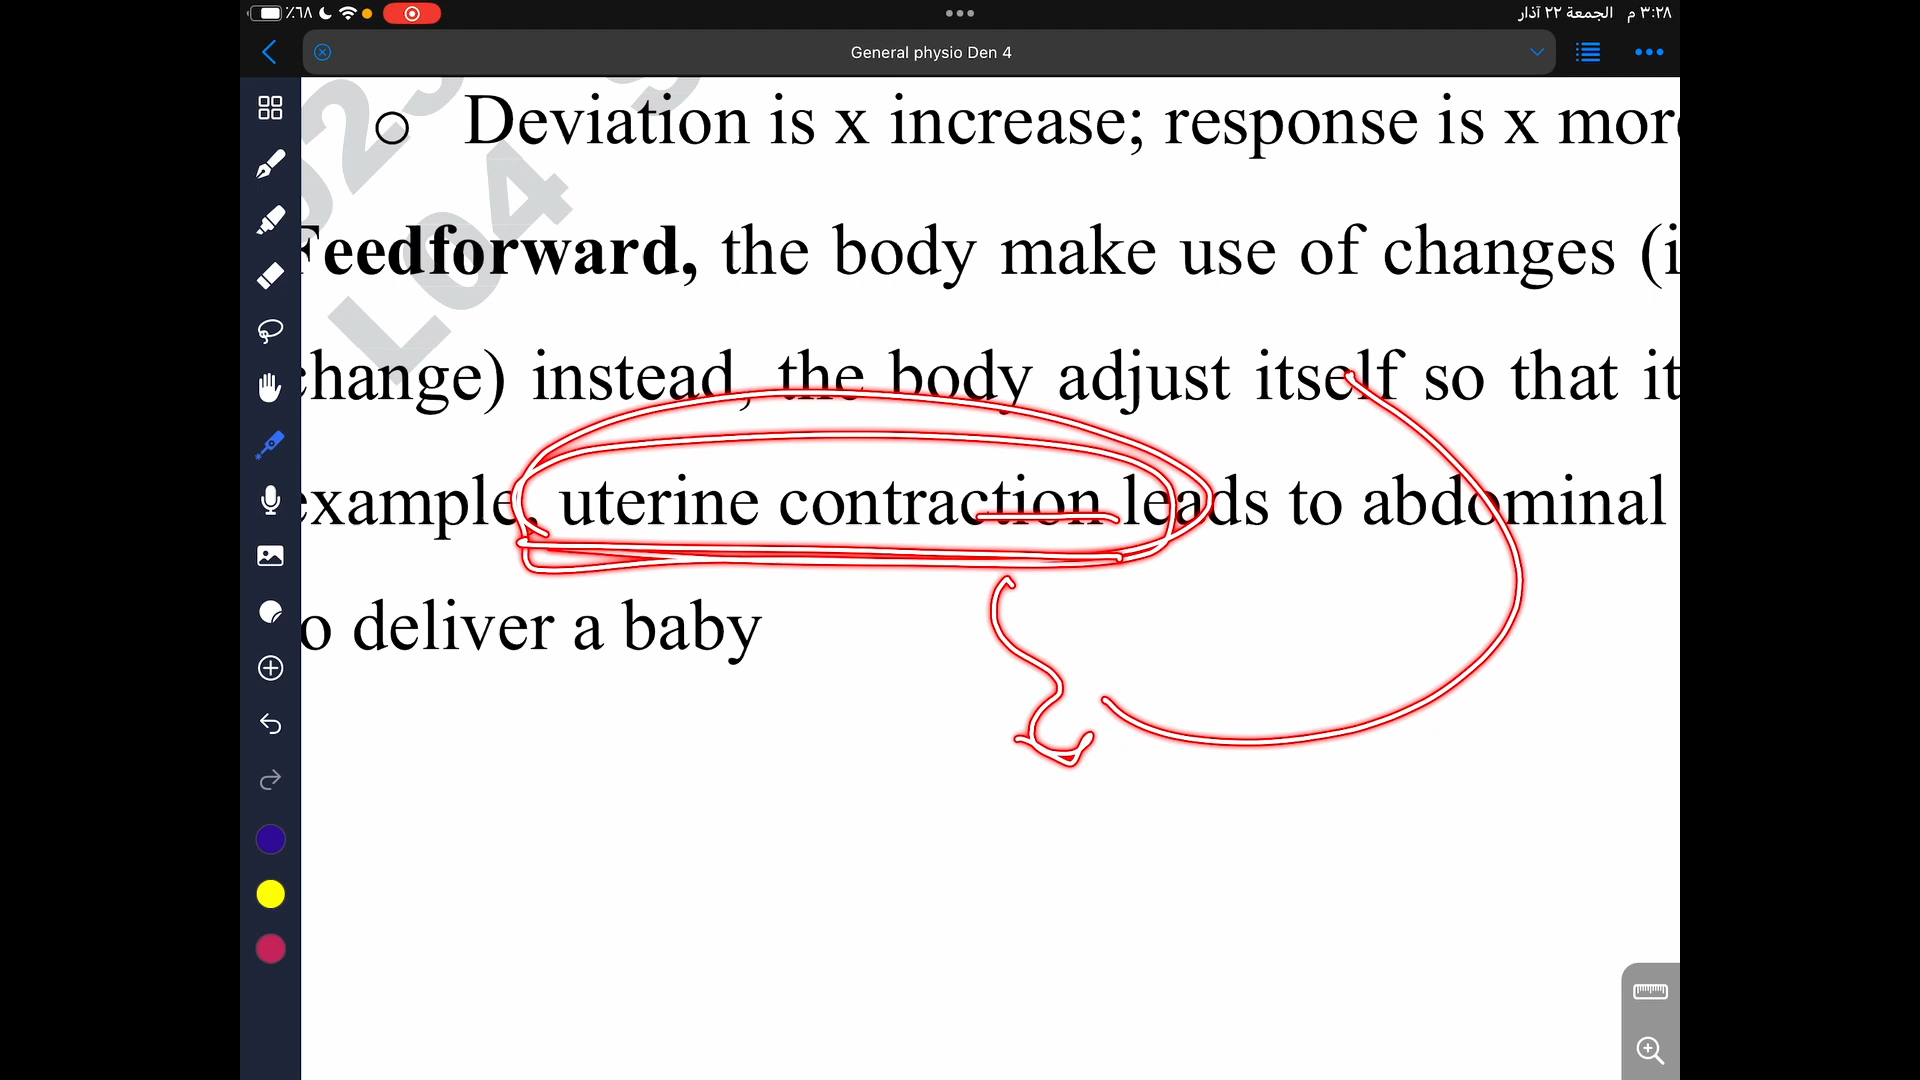 ٪٦٨
٣:٢٨ م الجمعة ٢٢ آذار
General physio Den 4
o Deviation is x increase; response is x more
Feedforward, the body make use of changes (i
change) instead, the body adjust itself so that it
example, uterine contraction leads to abdominal
o deliver a baby
L04